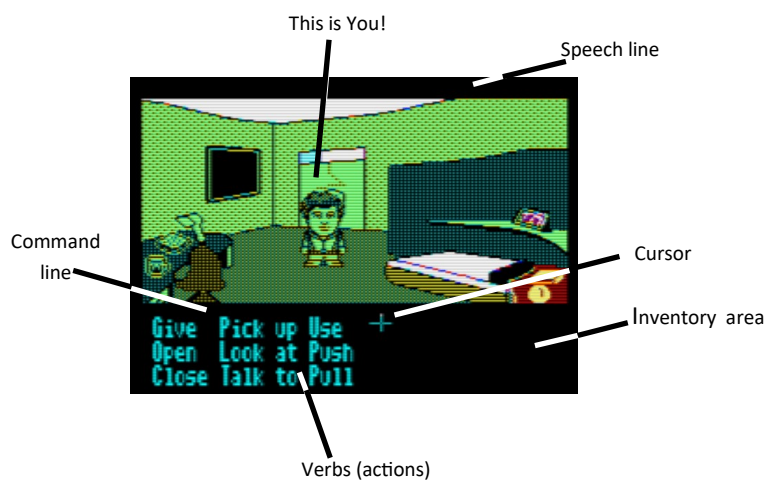 This is You!
Speech line
Command
line
Cursor
Inventory area
Give Pick up Use
Open Look at Push
Close Talk to Pull
Verbs (actions)